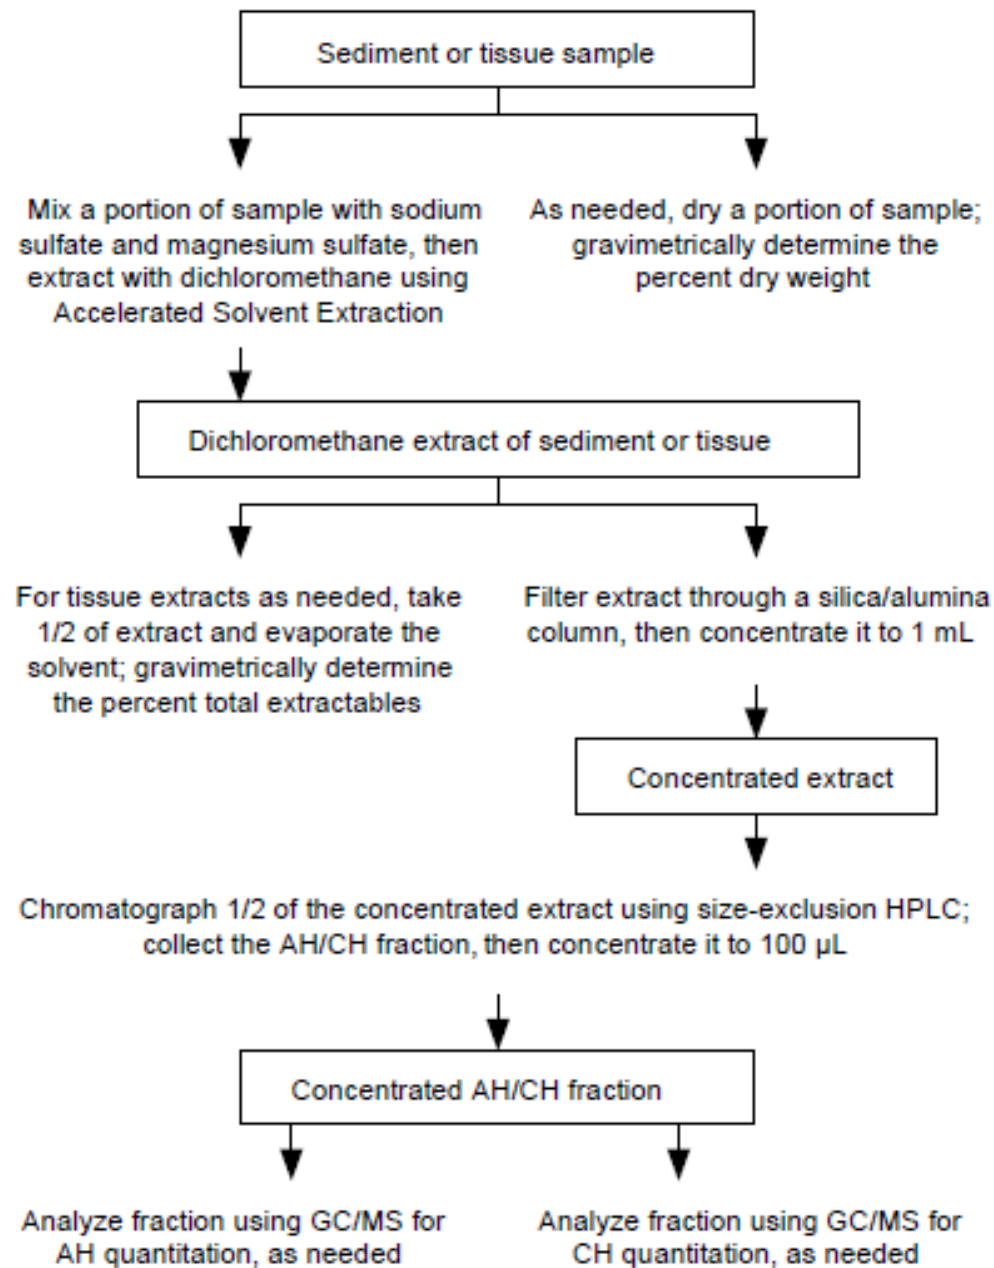 Sediment or tissue sample
Mix a portion of sample with sodium
sulfate and magnesium sulfate, then
extract with dichloromethane using
Accelerated Solvent Extraction
As needed, dry a portion of sample;
gravimetrically determine the
percent dry weight
Dichloromethane extract of sediment or tissue
For tissue extracts as needed, take
1/2 of extract and evaporate the
solvent; gravimetrically determine
the percent total extractables
Filter extract through a silica/alumina
column, then concentrate it to 1 mL
Concentrated extract
Chromatograph 1/2 of the concentrated extract using size-exclusion HPLC;
collect the AH/CH fraction, then concentrate it to 100 µL
Concentrated AH/CH fraction
Analyze fraction using GC/MS for
AH quantitation, as needed
Analyze fraction using GC/MS for
CH quantitation, as needed